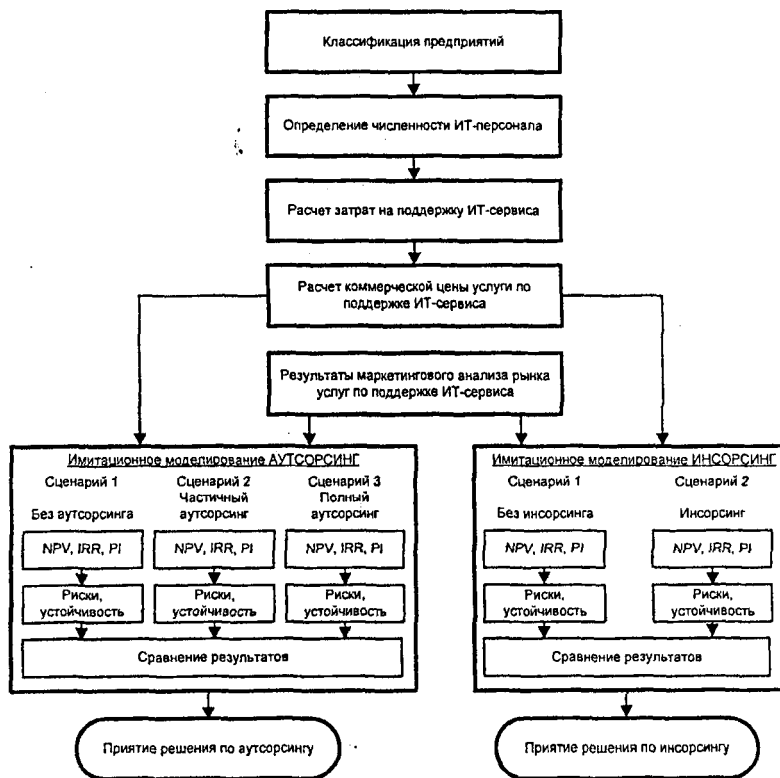 Классификация предприятий
Определение численности ИТ-персонала
Расчет затрат на поддержку ИТ-сервиса
Расчет коммерческой цены услуги по
поддержке ИТ-сервиса
Результаты маркетингового анализа рынка
услуг по поддержке ИТ-сервиса
Имитационное моделирование АУТСОРСИНГ
Сценарий 1
Без аутсорсинга
NPV, IRR, PI
Риски,
устойчивость
Сценарий 2
Частичный
аутсорсинг
NPV, IRR, PI
Риски,
устойчивость
Сценарий 3
Полный
аутсорсинг
NPV, IRR, PI
Риски,
устойчивость
Сравнение результатов
Приятие решения по аутсорсингу
Имитационное моделирование ИНСОРСИНГ
Сценарий 1
Без инсорсинга
NPV, IRR, PI
Риски,
устойчивость
Сценарий 2
Инсорсинг
NPV, IRR, PI
Риски,
устойчивость
Сравнение результатов
Приятие решения по инсорсингу